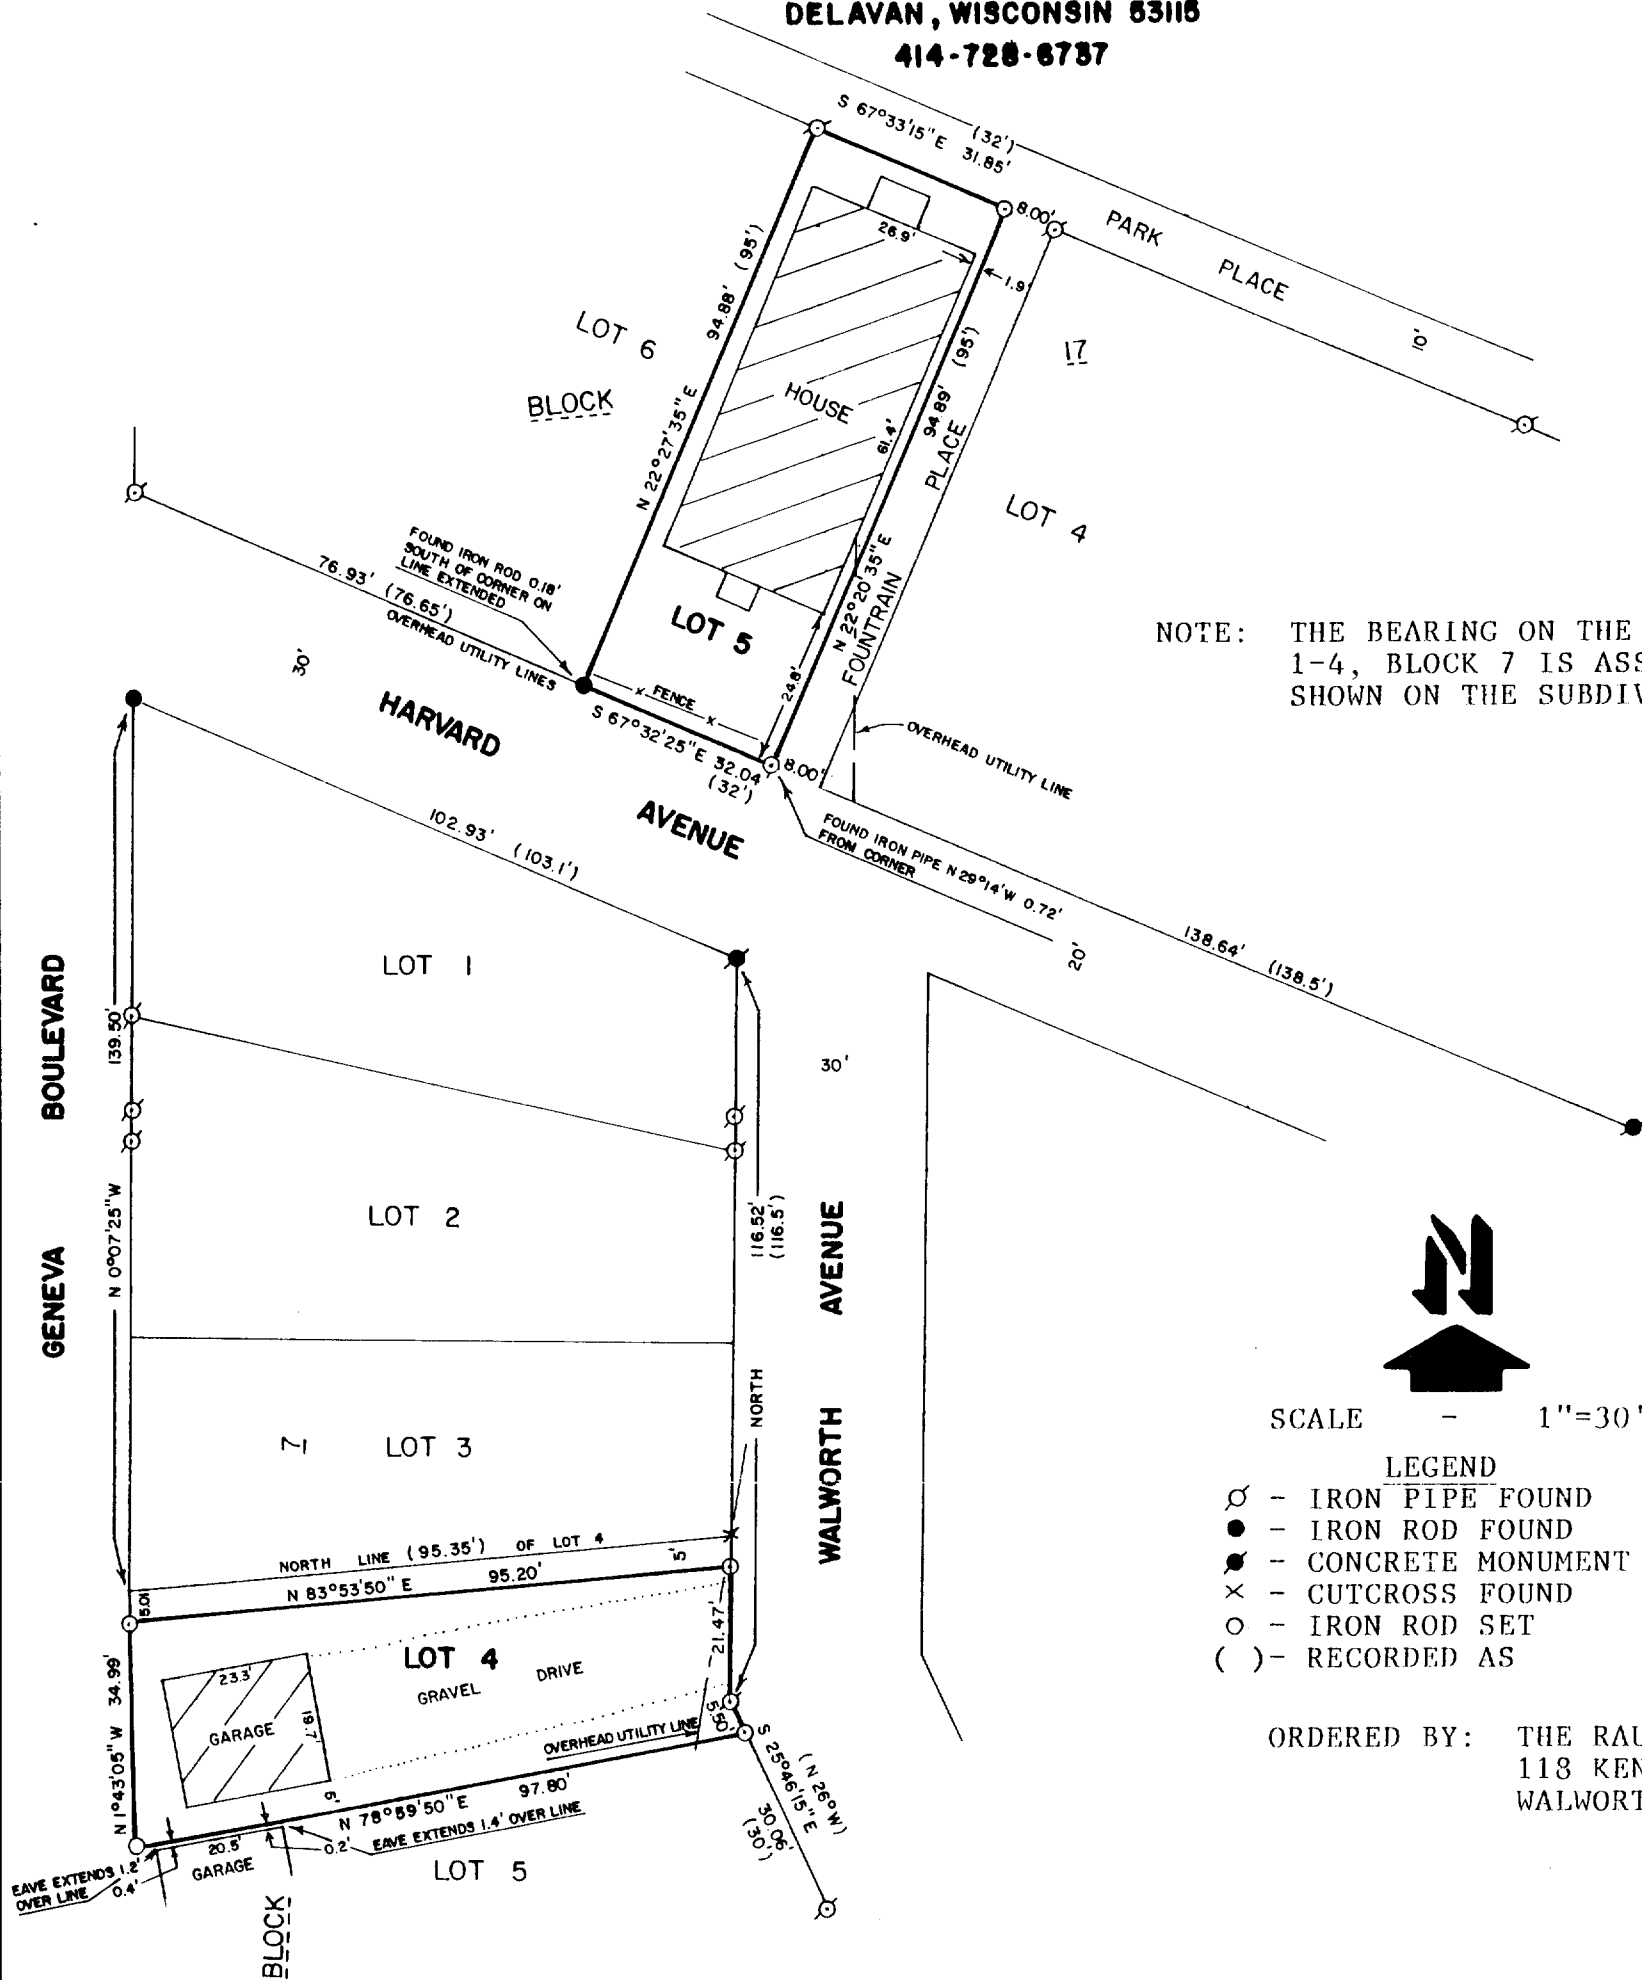 DELAVAN, WISCONSIN 53115
414-728-6737
S 67°33'15"E 31.85'
(32')
8.00'
PARK PLACE
10'
26.9'
1.9'
94.88' (95')
N 22°27'35"E
LOT 6
BLOCK
17
HOUSE
61.4'
94.89' (95')
N 22°20'35"E
FOUNTRAIN PLACE
LOT 4
FOUND IRON ROD 0.18'
SOUTH OF CORNER ON
LINE EXTENDED
76.93' (76.65')
OVERHEAD UTILITY LINES
LOT 5
24.8'
x FENCE x
S 67°32'25"E 32.04
(32')
8.00'
30'
HARVARD AVENUE
OVERHEAD UTILITY LINE
FOUND IRON PIPE N 29°14'W 0.72'
FROM CORNER
NOTE: THE BEARING ON THE
1-4, BLOCK 7 IS ASS
SHOWN ON THE SUBDIV
102.93' (103.1')
138.64' (138.5')
20'
LOT 1
GENEVA BOULEVARD
139.50'
N 0°07'25"W
30'
LOT 2
116.52'
(116.5')
WALWORTH AVENUE
NORTH
7
LOT 3
N
SCALE - 1"=30'
LEGEND
- IRON PIPE FOUND
- IRON ROD FOUND
- CONCRETE MONUMENT
× - CUTCROSS FOUND
○ - IRON ROD SET
( )- RECORDED AS
NORTH LINE (95.35') OF LOT 4
5'
5.01'
N 83°53'50"E 95.20'
21.47'
LOT 4
GRAVEL DRIVE
23.3'
19.7'
GARAGE
N 1°43'05"W 34.99'
OVERHEAD UTILITY LINE
5.50'
6'
N 78°59'50"E 97.80'
S 25°46'15"E
(N 26°W)
30.06'
(30')
EAVE EXTENDS 1.4' OVER LINE
0.2'
20.5'
GARAGE
EAVE EXTENDS 1.2'
OVER LINE
0.4'
LOT 5
BLOCK
ORDERED BY: THE RAU
118 KEN
WALWORT